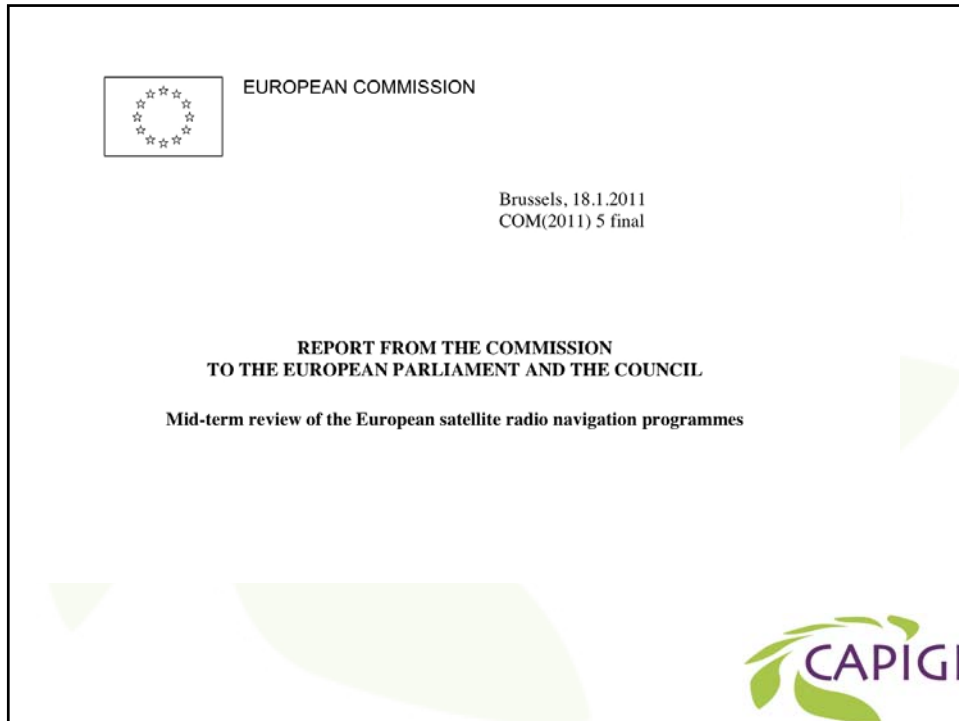 EUROPEAN COMMISSION
Brussels, 18.1.2011
COM(2011) 5 final
REPORT FROM THE COMMISSION
TO THE EUROPEAN PARLIAMENT AND THE COUNCIL
Mid-term review of the European satellite radio navigation programmes
CAPIGI